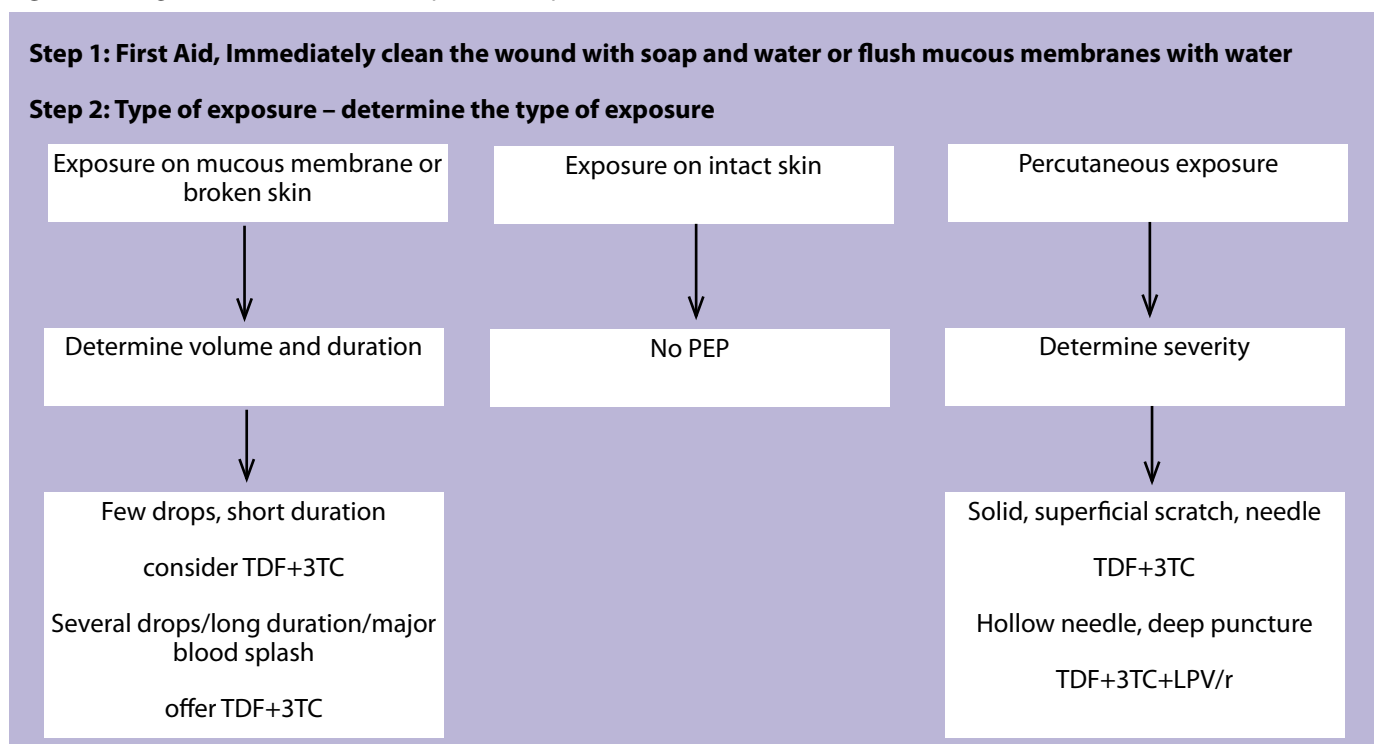 Step 1: First Aid, Immediately clean the wound with soap and water or flush mucous membranes with water
Step 2: Type of exposure – determine the type of exposure
Exposure on mucous membrane or
broken skin
Determine volume and duration
Few drops, short duration
consider TDF+3TC
Several drops/long duration/major
blood splash
offer TDF+3TC
Exposure on intact skin
No PEP
Percutaneous exposure
Determine severity
Solid, superficial scratch, needle
TDF+3TC
Hollow needle, deep puncture
TDF+3TC+LPV/r